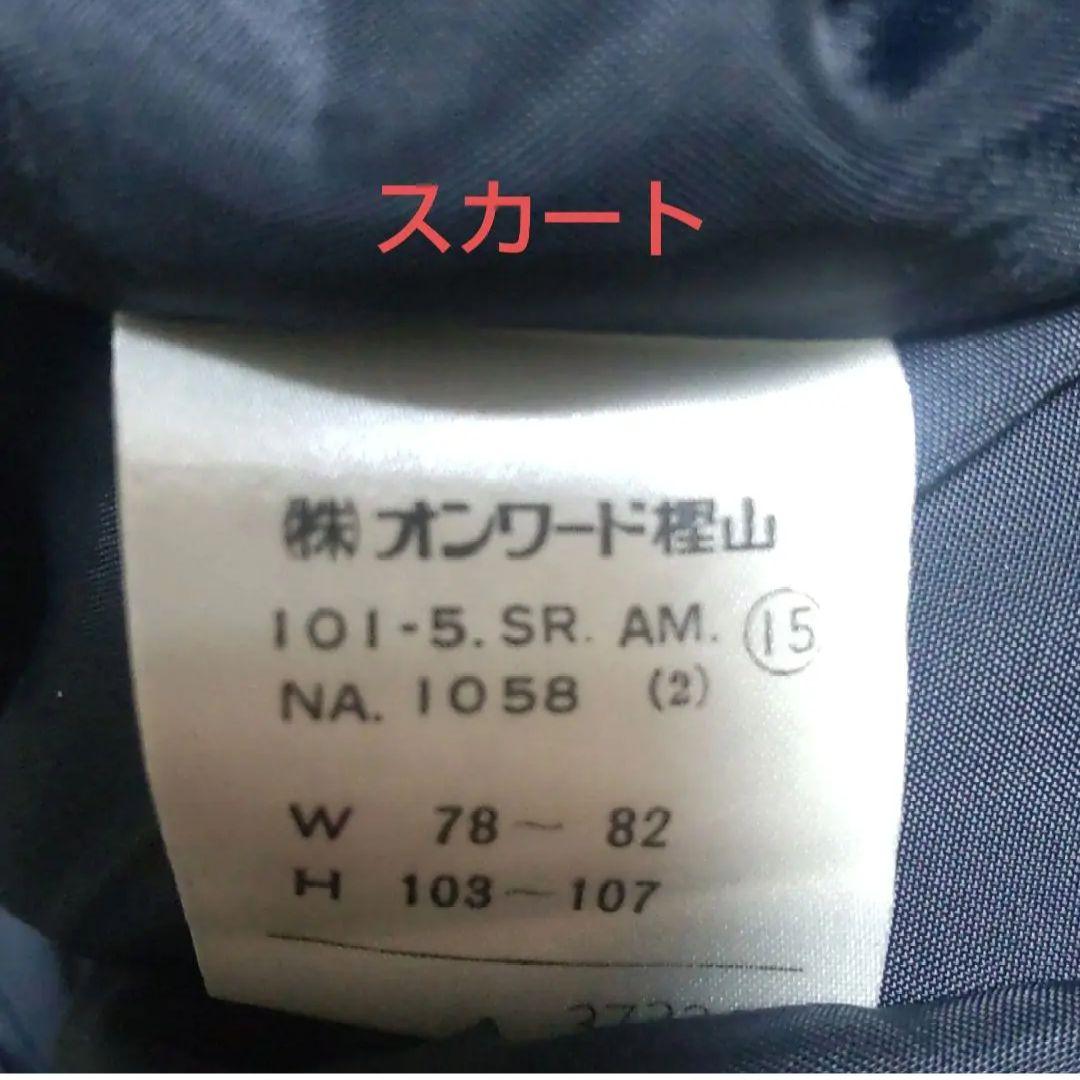 スカート
㈱オンワード樫山
101-5. SR. AM. ⑮
NA. 1058 (2)
W 78~82
H 103~107